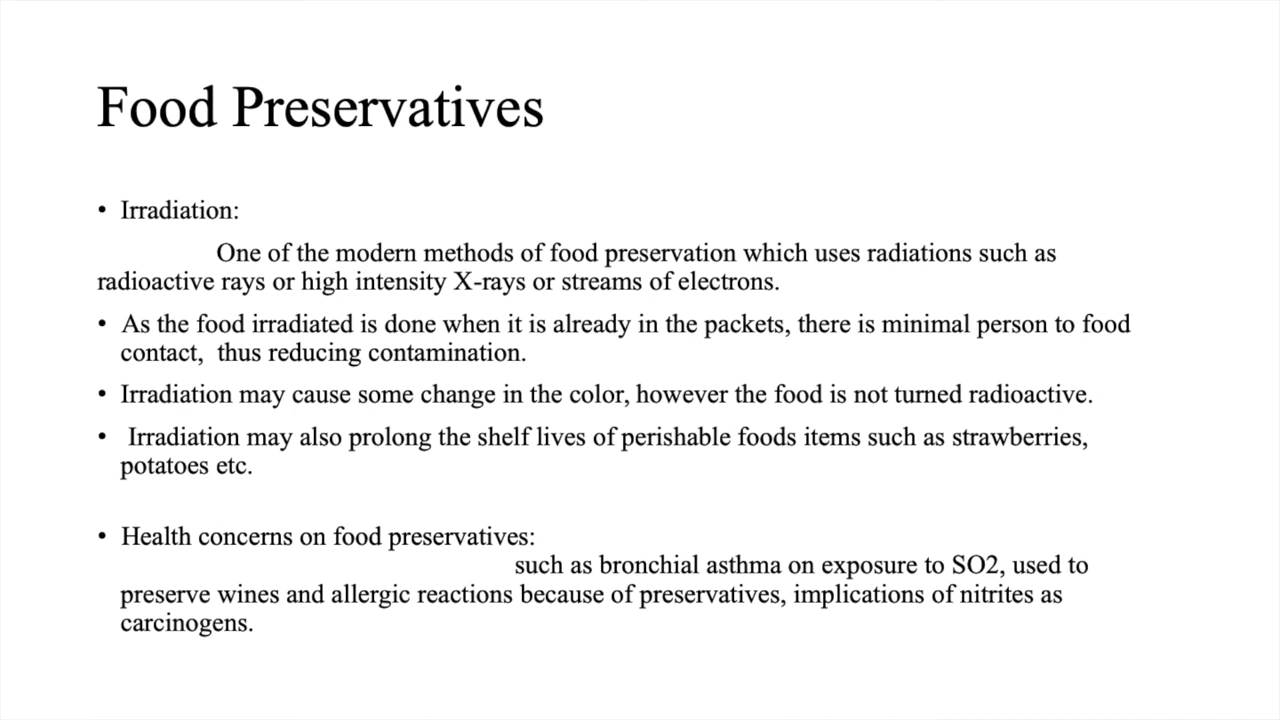 Food Preservatives
• Irradiation:
One of the modern methods of food preservation which uses radiations such as
radioactive rays or high intensity X-rays or streams of electrons.
• As the food irradiated is done when it is already in the packets, there is minimal person to food
contact,  thus reducing contamination.
• Irradiation may cause some change in the color, however the food is not turned radioactive.
• Irradiation may also prolong the shelf lives of perishable foods items such as strawberries,
potatoes etc.
• Health concerns on food preservatives:
such as bronchial asthma on exposure to SO2, used to
preserve wines and allergic reactions because of preservatives, implications of nitrites as
carcinogens.